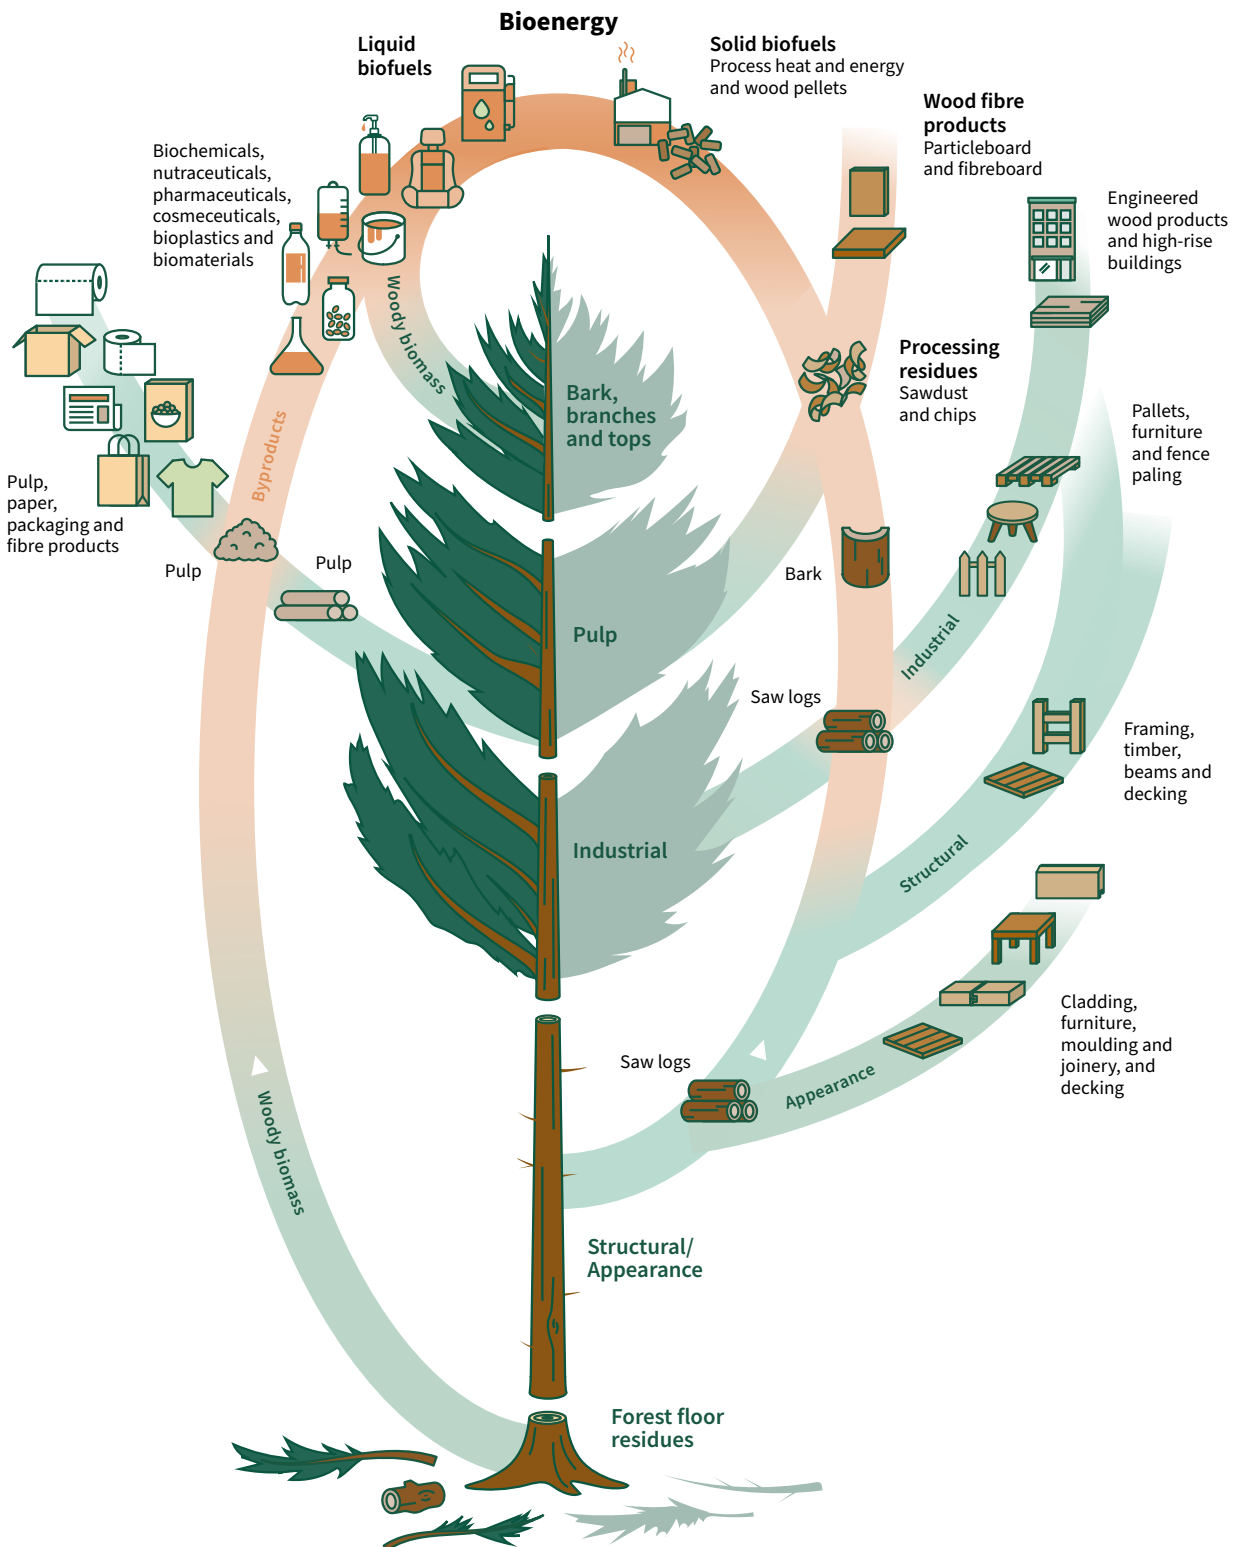 Bioenergy
Liquid
biofuels
Solid biofuels
Process heat and energy
and wood pellets
Wood fibre
products
Particleboard
and fibreboard
Biochemicals,
nutraceuticals,
pharmaceuticals,
cosmeceuticals,
bioplastics and
biomaterials
Engineered
wood products
and high-rise
buildings
Woody biomass
Processing
residues
Sawdust
and chips
Bark,
branches
and tops
Pallets,
furniture
and fence
paling
Byproducts
Pulp,
paper,
packaging and
fibre products
Pulp
Pulp
Bark
Pulp
Industrial
Saw logs
Framing,
timber,
beams and
decking
Industrial
Structural
Cladding,
furniture,
moulding and
joinery, and
decking
Saw logs
Appearance
Woody biomass
Structural/
Appearance
Forest floor
residues